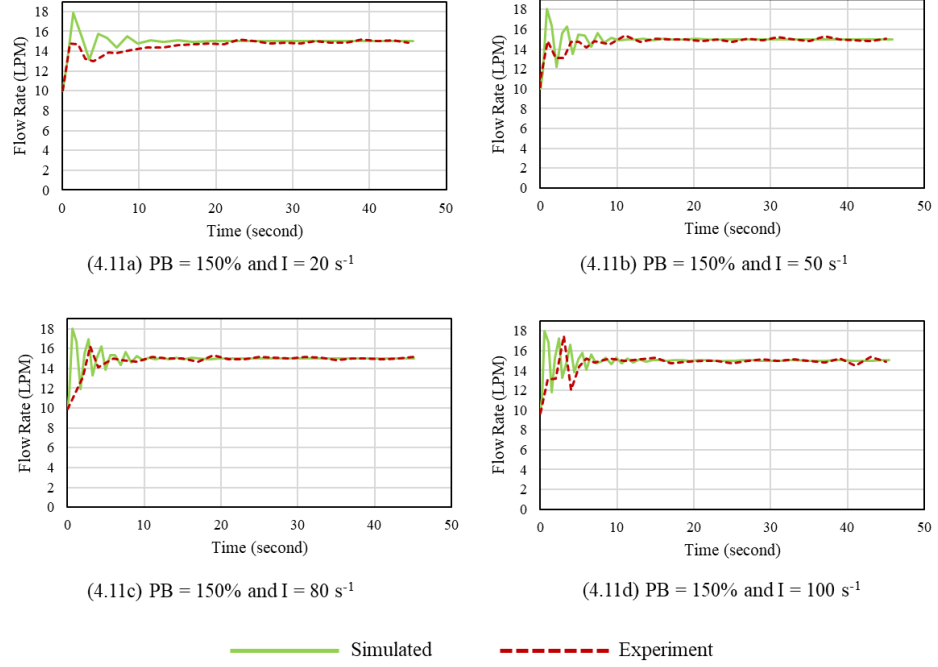 Flow Rate (LPM)
18
16
14
12
10
8
6
4
2
0
0 10 20 30 40 50
Time (second)
(4.11a) PB = 150% and I = 20 s-1
Flow Rate (LPM)
18
16
14
12
10
8
6
4
2
0
0 10 20 30 40 50
Time (second)
(4.11b) PB = 150% and I = 50 s-1
Flow Rate (LPM)
18
16
14
12
10
8
6
4
2
0
0 10 20 30 40 50
Time (second)
(4.11c) PB = 150% and I = 80 s-1
Flow Rate (LPM)
18
16
14
12
10
8
6
4
2
0
0 10 20 30 40 50
Time (second)
(4.11d) PB = 150% and I = 100 s-1
Simulated Experiment